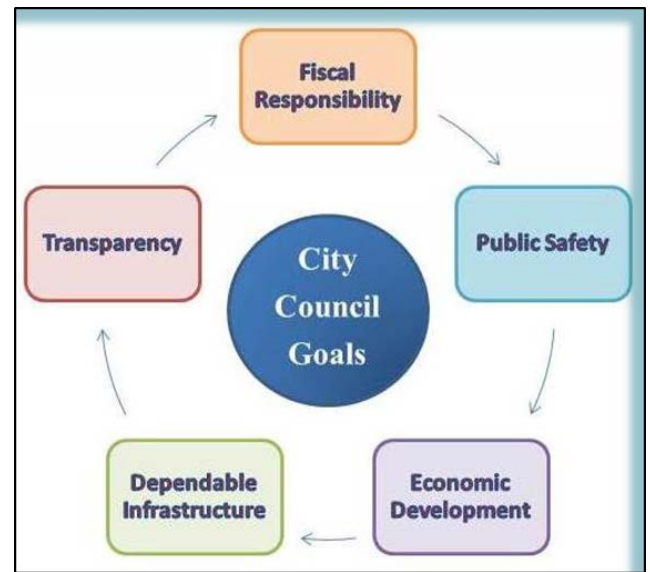 Fiscal
Responsibility
Public Safety
Economic
Development
Dependable
Infrastructure
Transparency
City
Council
Goals